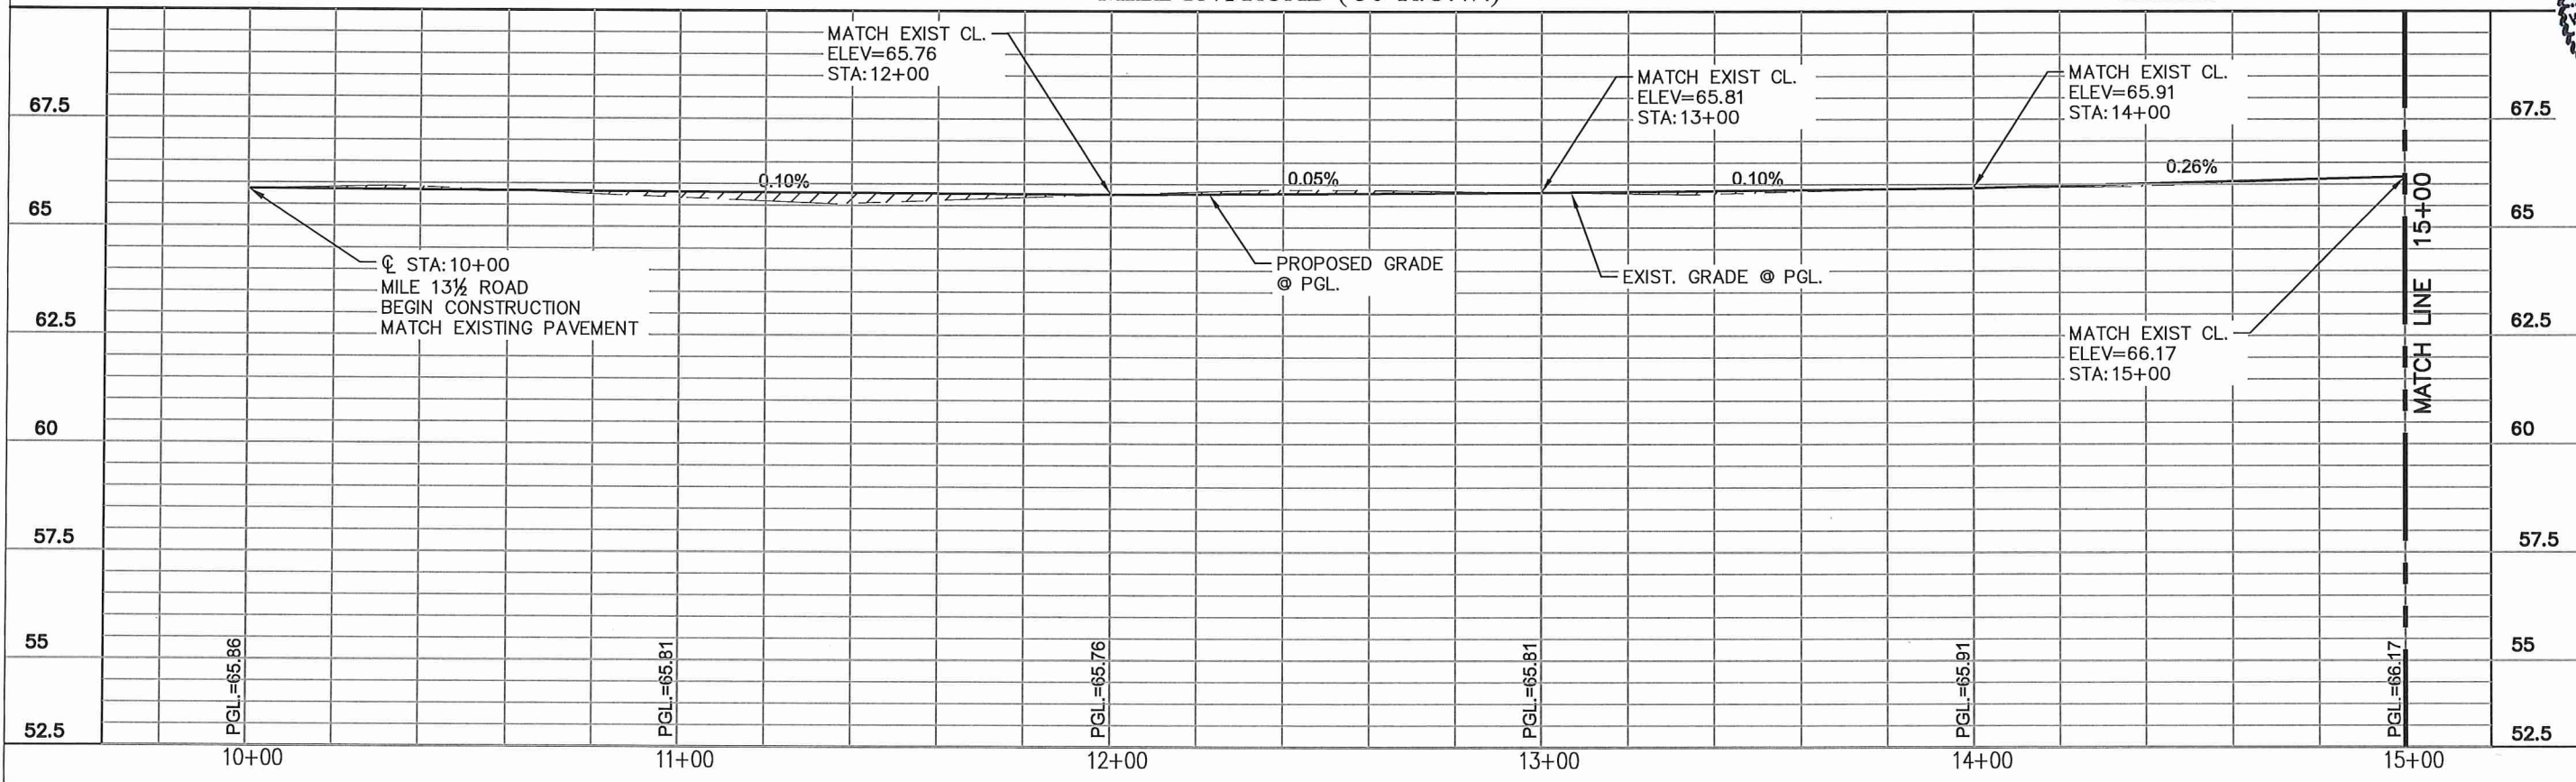 MATCH EXIST CL.
ELEV=65.76
STA:12+00
MATCH EXIST CL.
ELEV=65.81
STA:13+00
MATCH EXIST CL.
ELEV=65.91
STA:14+00
67.5
67.5
0.10%
0.05%
0.10%
0.26%
65
65
℄ STA:10+00
MILE 13½ ROAD
BEGIN CONSTRUCTION
MATCH EXISTING PAVEMENT
PROPOSED GRADE
@ PGL.
EXIST. GRADE @ PGL.
MATCH LINE 15+00
62.5
62.5
MATCH EXIST CL.
ELEV=66.17
STA:15+00
60
60
57.5
57.5
55
55
PGL.=65.86
PGL.=65.81
PGL.=65.76
PGL.=65.81
PGL.=65.91
PGL.=66.17
52.5
52.5
10+00
11+00
12+00
13+00
14+00
15+00